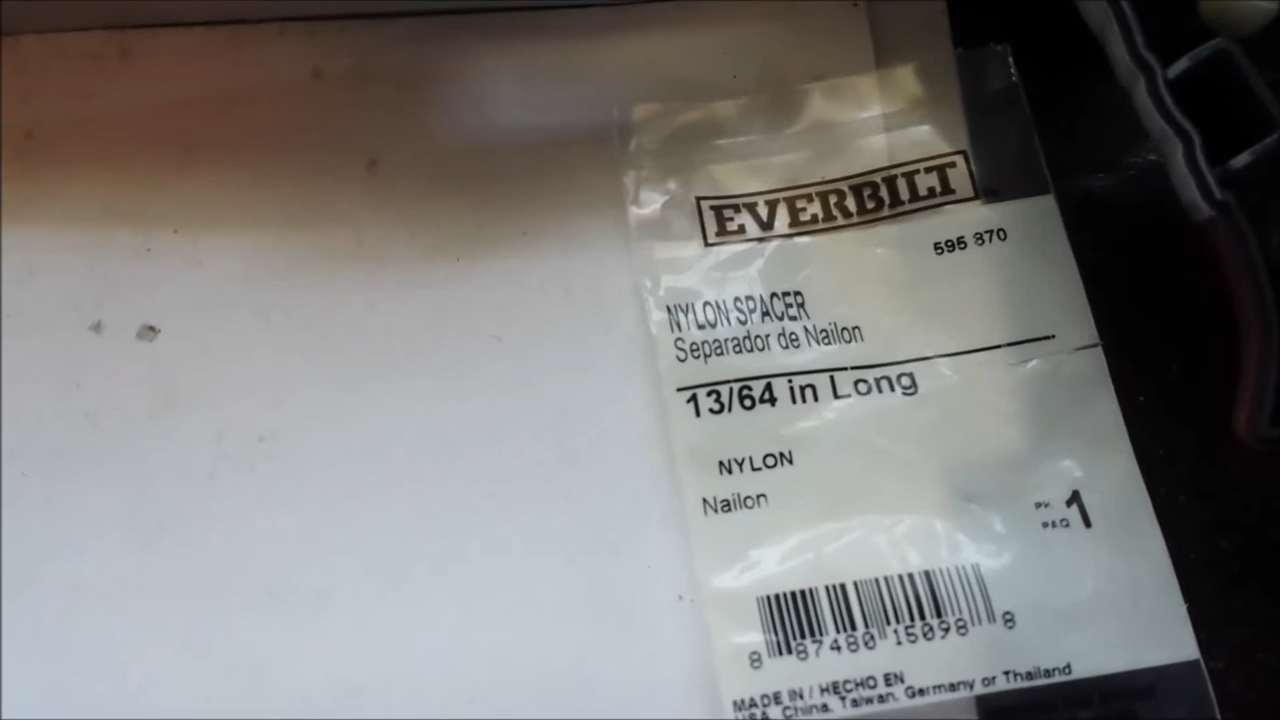 EVERBILT
595 870
NYLON SPACER
Separador de Nailon
13/64 in Long
NYLON
Nailon
PK.
PAQ 1
8 87480 15098 8
MADE IN / HECHO EN
USA, China, Taiwan, Germany or Thailand